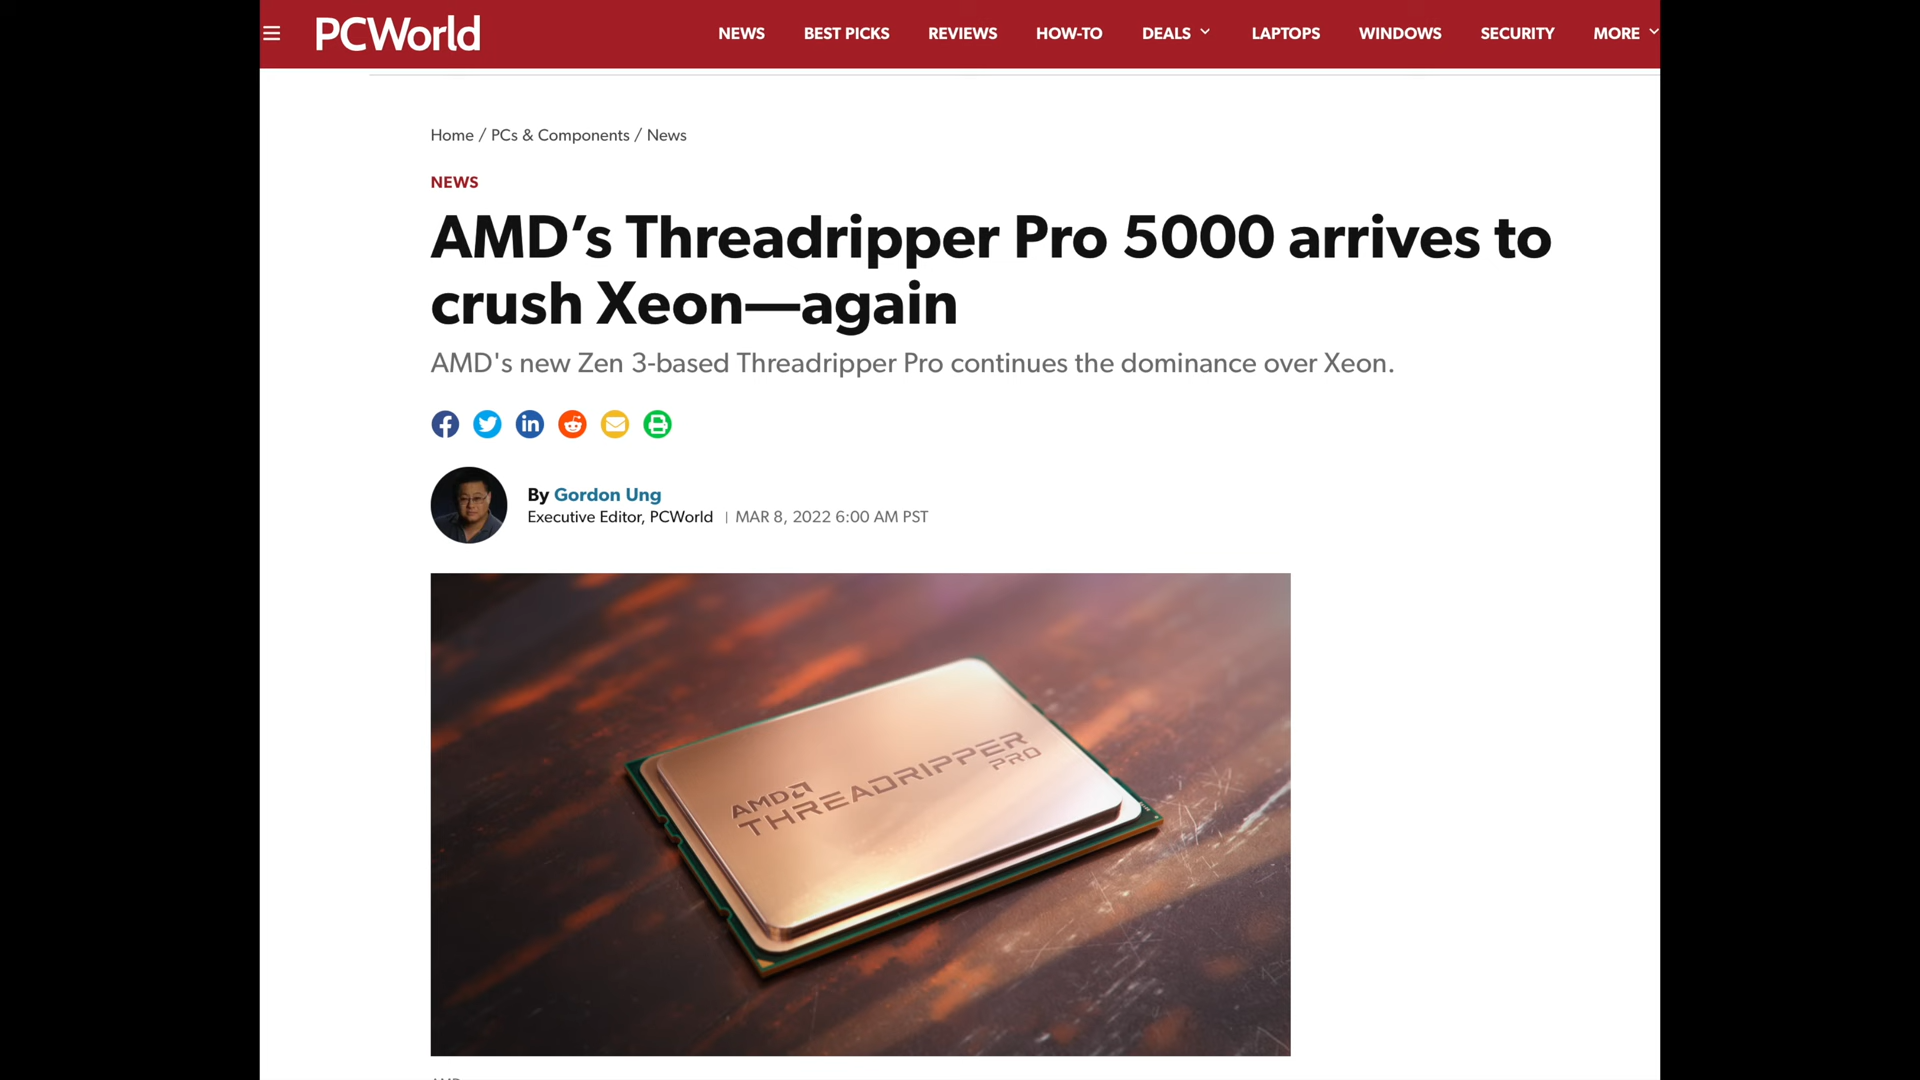 PCWorld
NEWS BEST PICKS REVIEWS HOW-TO DEALS LAPTOPS WINDOWS SECURITY MORE
Home / PCs & Components / News
NEWS
AMD’s Threadripper Pro 5000 arrives to
crush Xeon—again
AMD's new Zen 3-based Threadripper Pro continues the dominance over Xeon.
By Gordon Ung
Executive Editor, PCWorld | MAR 8, 2022 6:00 AM PST
AMD
THREADRIPPER
PRO